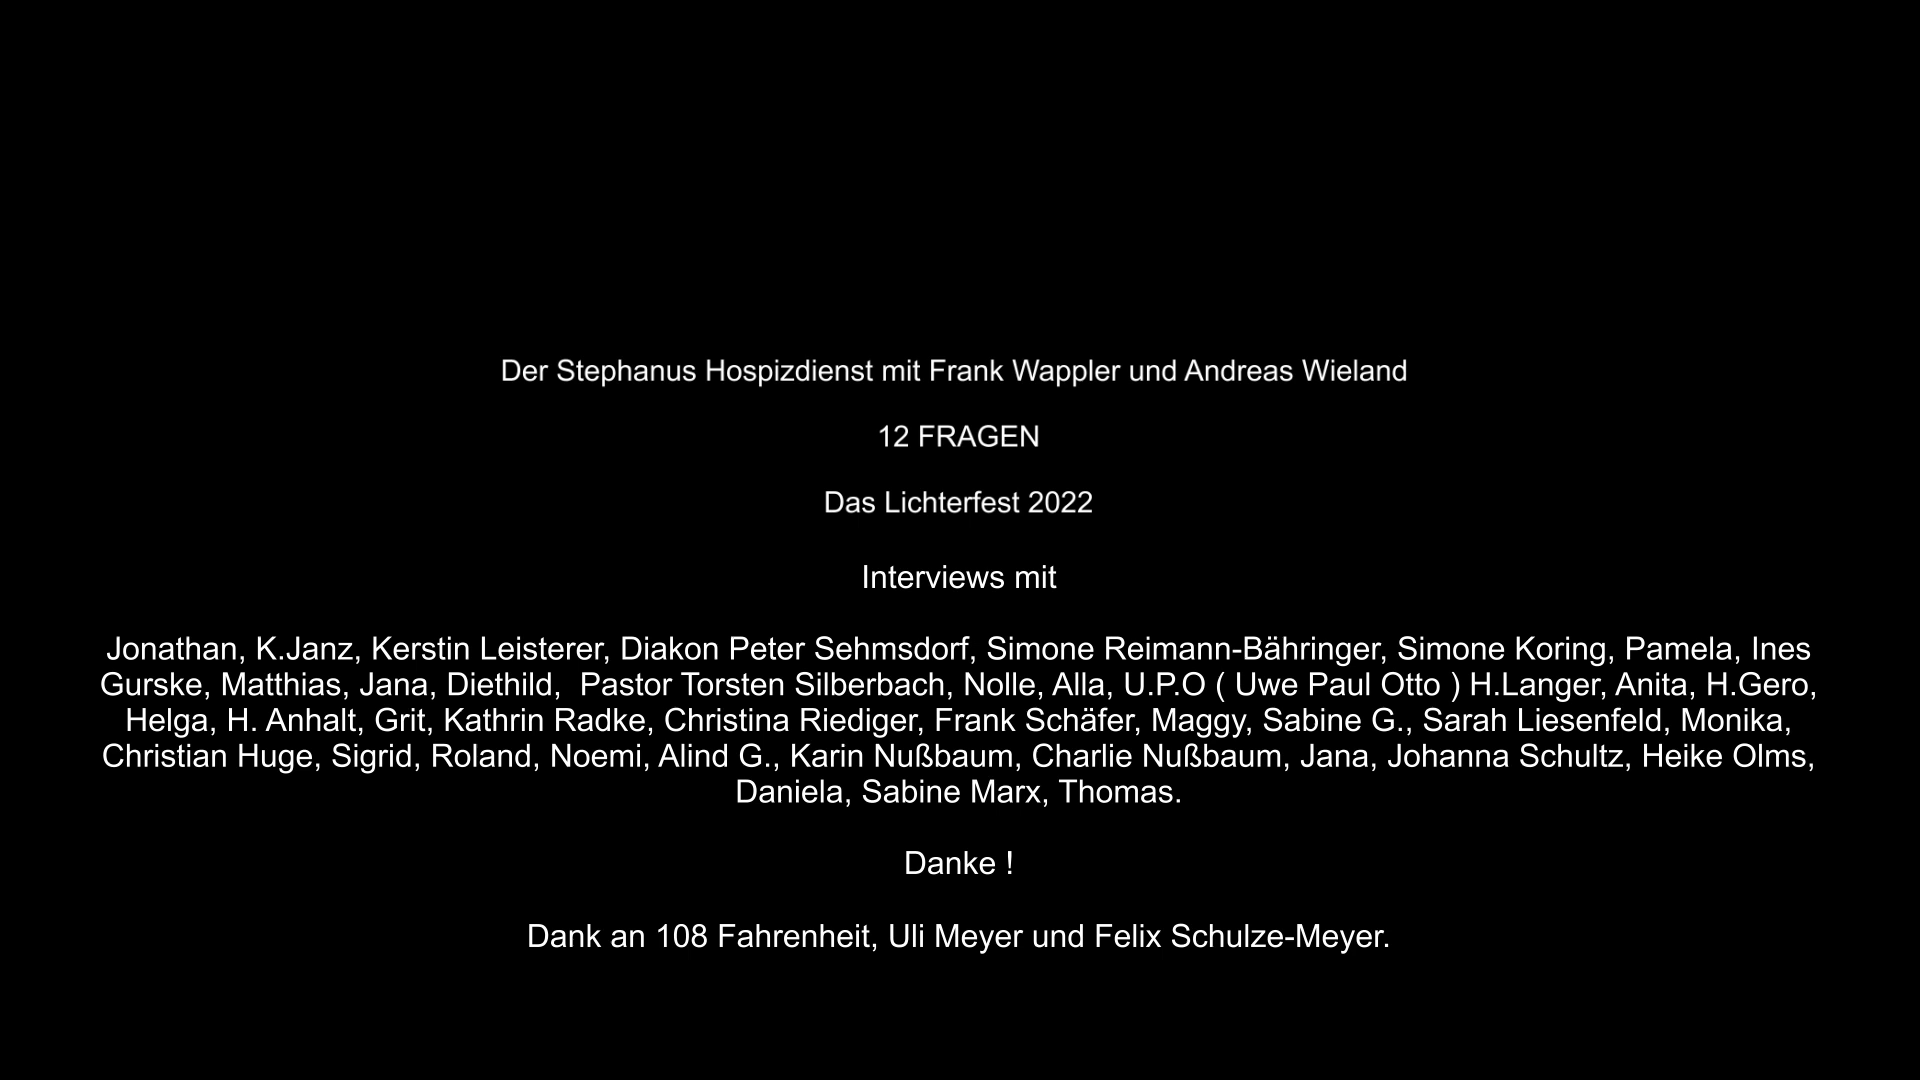 Der Stephanus Hospizdienst mit Frank Wappler und Andreas Wieland
12 FRAGEN
Das Lichterfest 2022
Interviews mit
Jonathan, K.Janz, Kerstin Leisterer, Diakon Peter Sehmsdorf, Simone Reimann-Bähringer, Simone Koring, Pamela, Ines
Gurske, Matthias, Jana, Diethild,  Pastor Torsten Silberbach, Nolle, Alla, U.P.O ( Uwe Paul Otto ) H.Langer, Anita, H.Gero,
Helga, H. Anhalt, Grit, Kathrin Radke, Christina Riediger, Frank Schäfer, Maggy, Sabine G., Sarah Liesenfeld, Monika,
Christian Huge, Sigrid, Roland, Noemi, Alind G., Karin Nußbaum, Charlie Nußbaum, Jana, Johanna Schultz, Heike Olms,
Daniela, Sabine Marx, Thomas.
Danke !
Dank an 108 Fahrenheit, Uli Meyer und Felix Schulze-Meyer.